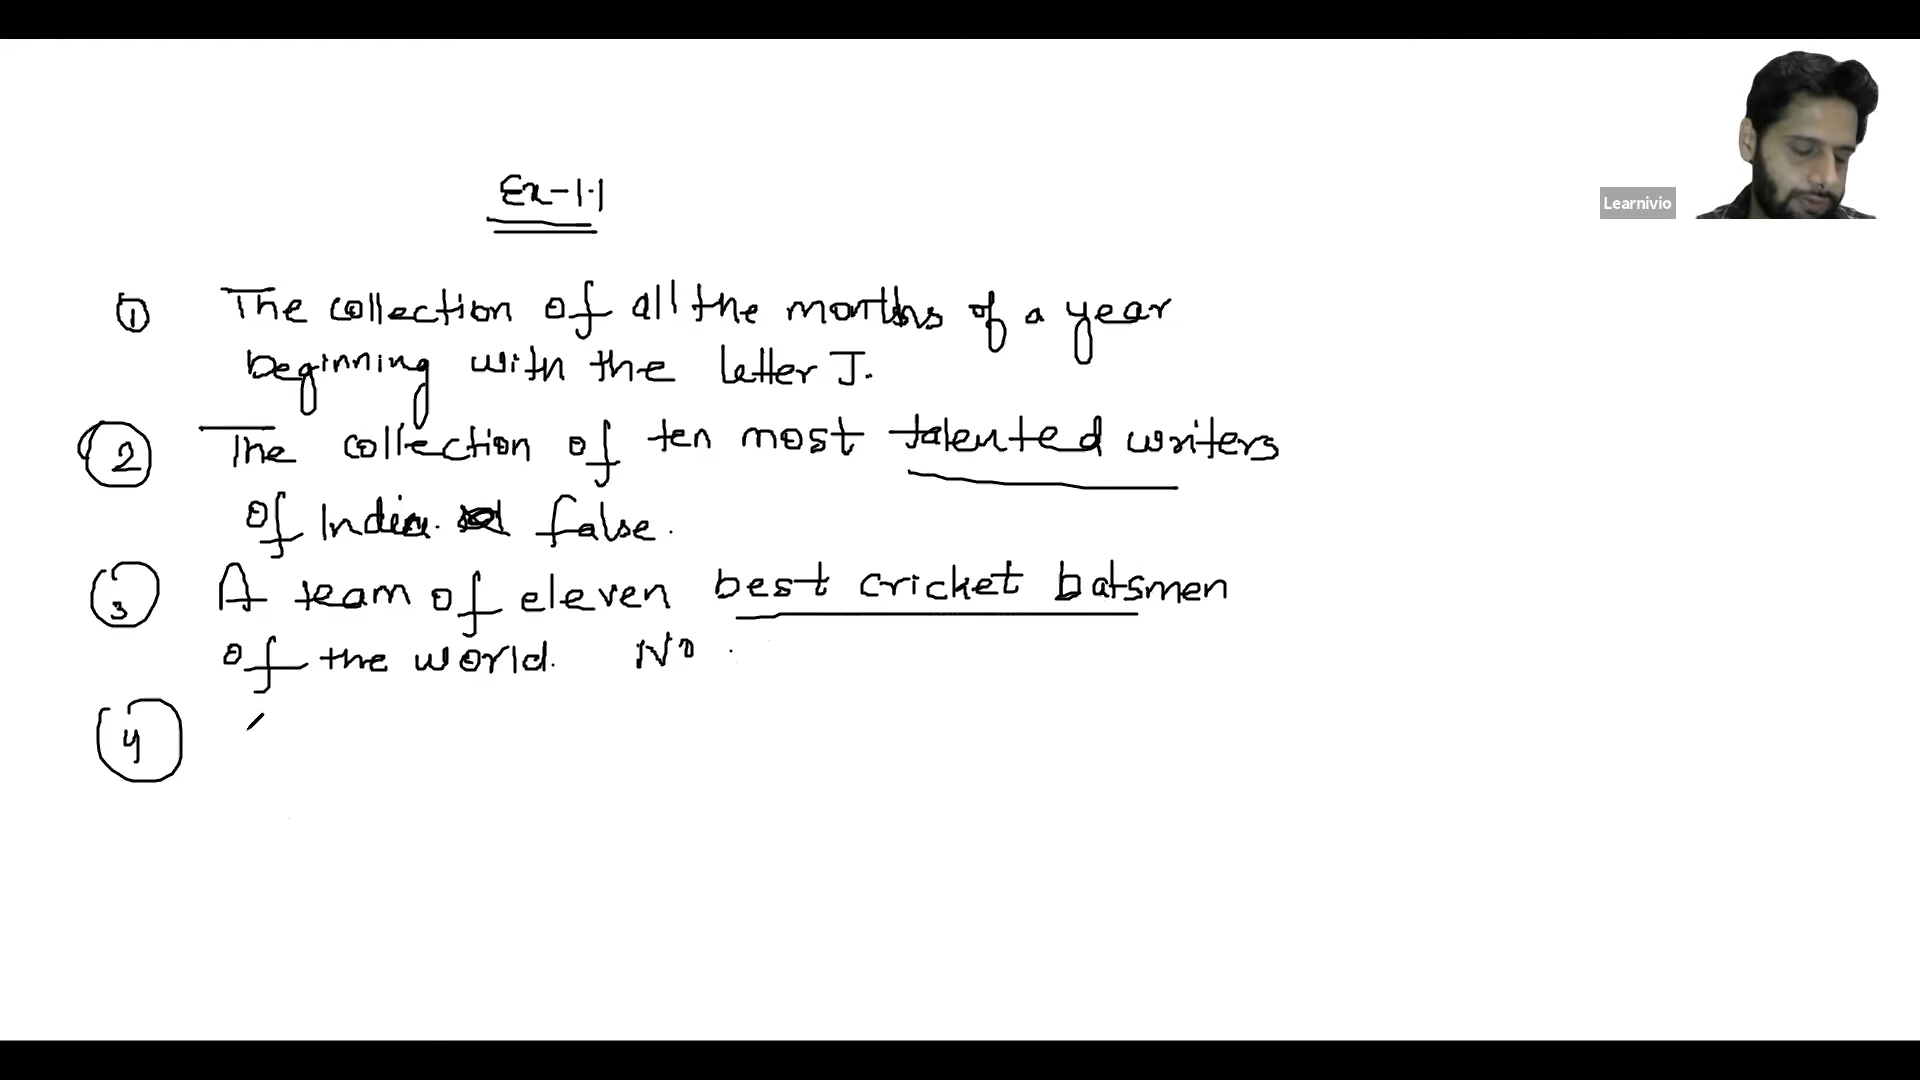 Ex-1.1
Learnivio
① The collection of all the months of a year
beginning with the letter J.
② The collection of ten most talented writers
of India. false.
③ A team of eleven best cricket batsmen
of the world. No.
④